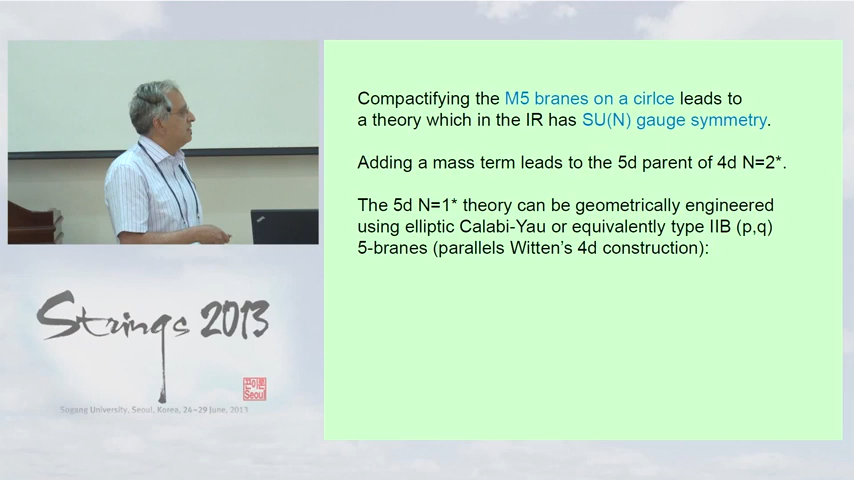 Compactifying the M5 branes on a cirlce leads to
a theory which in the IR has SU(N) gauge symmetry.
Adding a mass term leads to the 5d parent of 4d N=2*.
The 5d N=1* theory can be geometrically engineered
using elliptic Calabi-Yau or equivalently type IIB (p,q)
5-branes (parallels Witten's 4d construction):
Strings 2013
Seoul
Sogang University, Seoul, Korea, 24-29 June, 2013